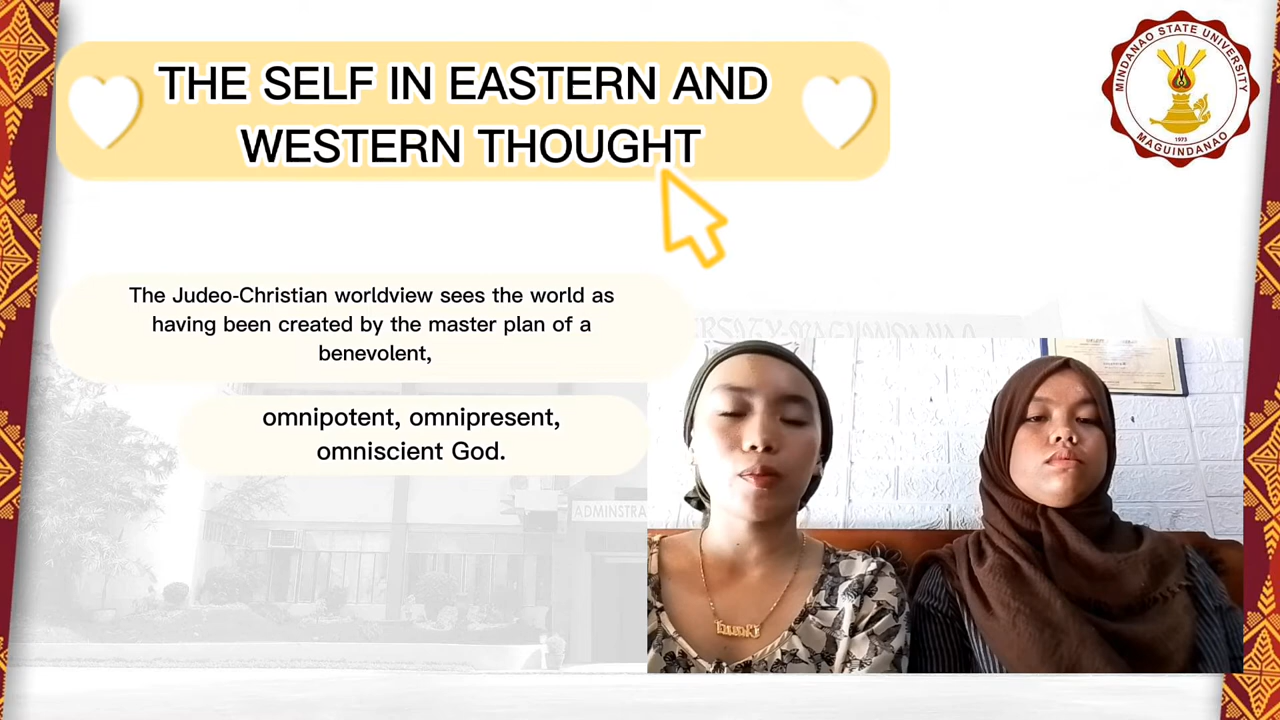 THE SELF IN EASTERN AND
WESTERN THOUGHT
MINDANAO STATE UNIVERSITY
1973
MAGUINDANAO
The Judeo-Christian worldview sees the world as
having been created by the master plan of a
benevolent,
omnipotent, omnipresent,
omniscient God.
ADMINSTRA